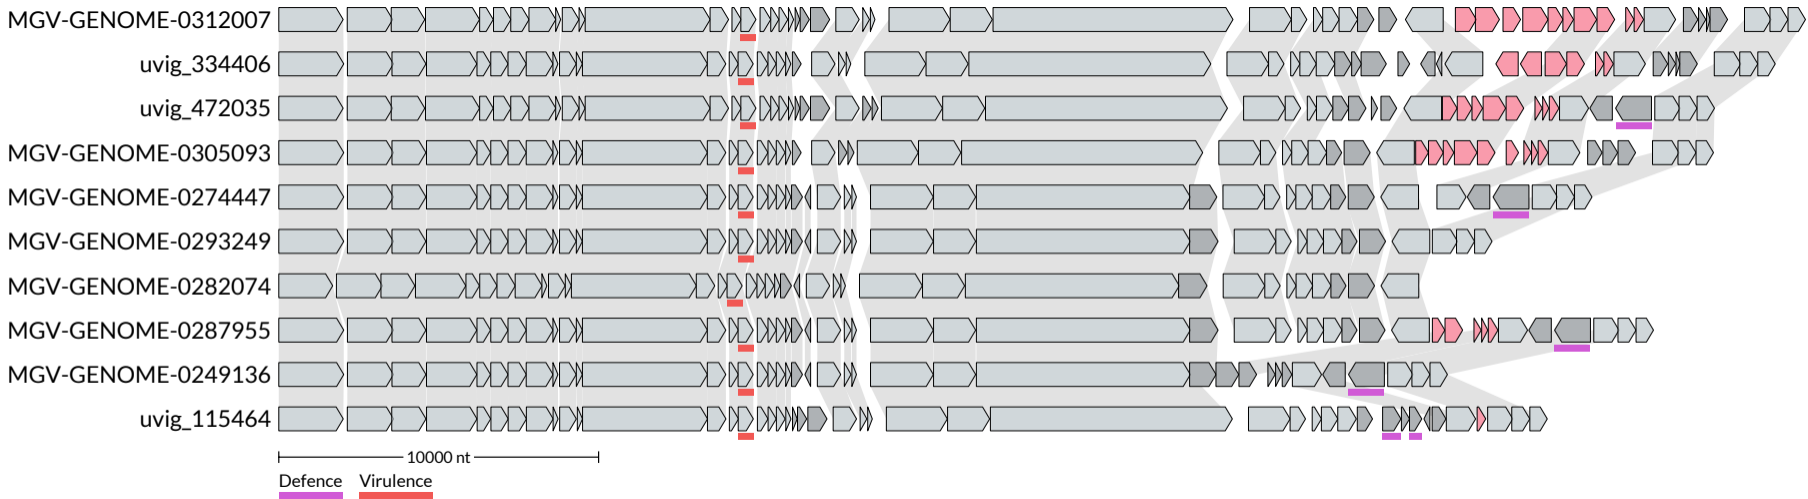 MGV-GENOME-0312007
uvig_334406
uvig_472035
MGV-GENOME-0305093
MGV-GENOME-0274447
MGV-GENOME-0293249
MGV-GENOME-0282074
MGV-GENOME-0287955
MGV-GENOME-0249136
uvig_115464
10000 nt
Defence Virulence